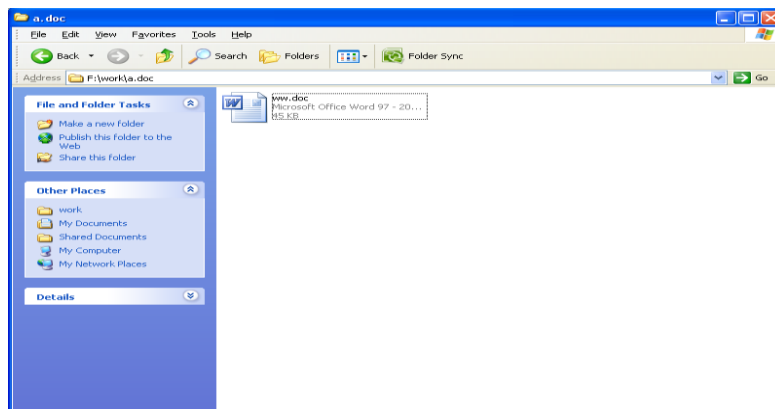 a.doc
File Edit View Favorites Tools Help
Back Search Folders Folder Sync
Address F:\work\a.doc Go
File and Folder Tasks
Make a new folder
Publish this folder to the
Web
Share this folder
Other Places
work
My Documents
Shared Documents
My Computer
My Network Places
Details
ww.doc
Microsoft Office Word 97 - 20...
45 KB